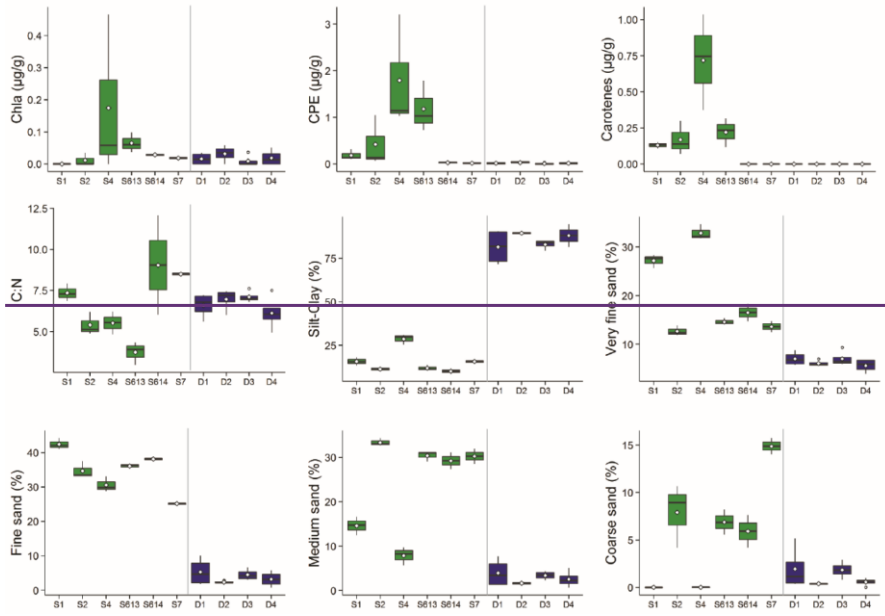 Chla (µg/g)
0.4
0.3
0.2
0.1
0.0
S1 S2 S4 S613 S614 S7 D1 D2 D3 D4
CPE (µg/g)
3
2
1
0
S1 S2 S4 S613 S614 S7 D1 D2 D3 D4
Carotenes (µg/g)
1.00
0.75
0.50
0.25
0.00
S1 S2 S4 S613 S614 S7 D1 D2 D3 D4
C:N
12.5
10.0
7.5
5.0
S1 S2 S4 S613 S614 S7 D1 D2 D3 D4
Silt-Clay (%)
75
25
S1 S2 S4 S613 S614 S7 D1 D2 D3 D4
Very fine sand (%)
30
20
10
S1 S2 S4 S613 S614 S7 D1 D2 D3 D4
Fine sand (%)
40
30
20
10
0
S1 S2 S4 S613 S614 S7 D1 D2 D3 D4
Medium sand (%)
30
20
10
0
S1 S2 S4 S613 S614 S7 D1 D2 D3 D4
Coarse sand (%)
15
10
5
0
S1 S2 S4 S613 S614 S7 D1 D2 D3 D4